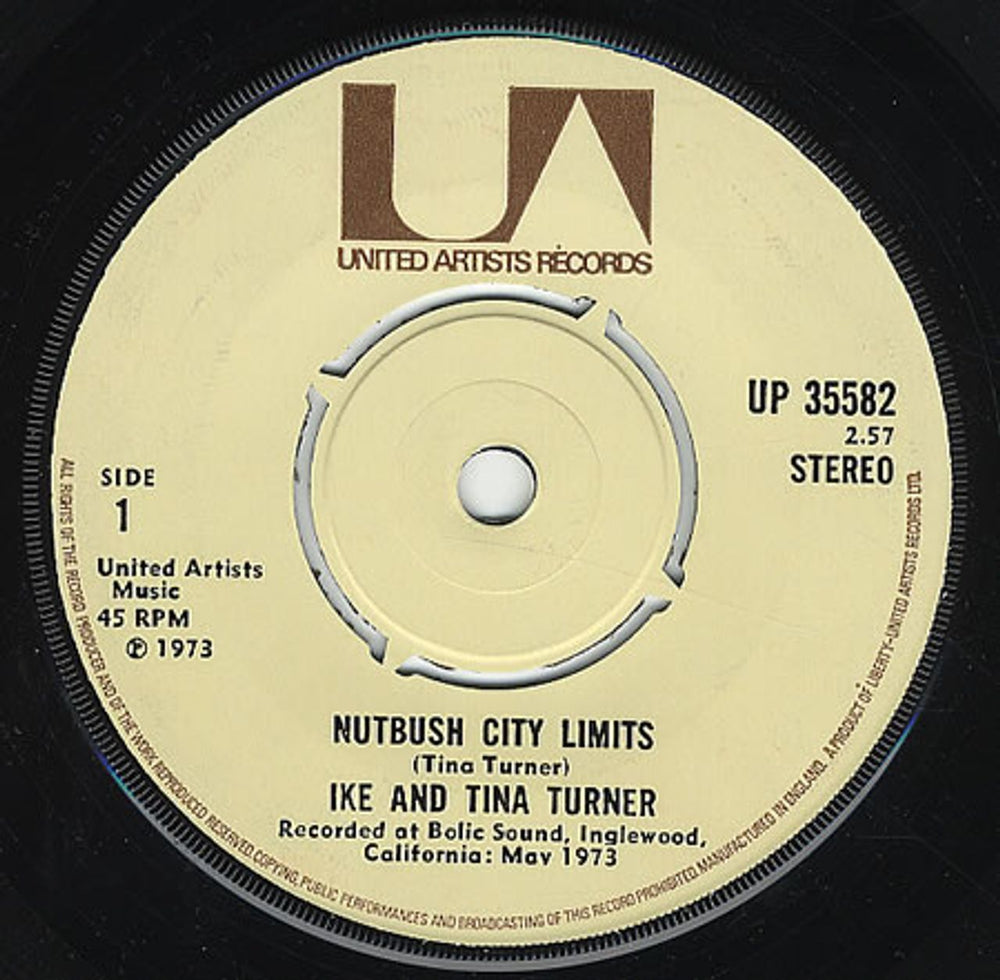 UA
UNITED ARTISTS RECORDS
UP 35582
2.57
STEREO
SIDE
1
United Artists
Music
45 RPM
℗ 1973
NUTBUSH CITY LIMITS
(Tina Turner)
IKE AND TINA TURNER
Recorded at Bolic Sound, Inglewood,
California: May 1973
ALL RIGHTS OF THE RECORD PRODUCER AND OF THE WORK REPRODUCED RESERVED. COPYING, PUBLIC PERFORMANCES AND BROADCASTING OF THIS RECORD PROHIBITED. MANUFACTURED IN ENGLAND. A PRODUCT OF LIBERTY-UNITED ARTISTS RECORDS LTD.